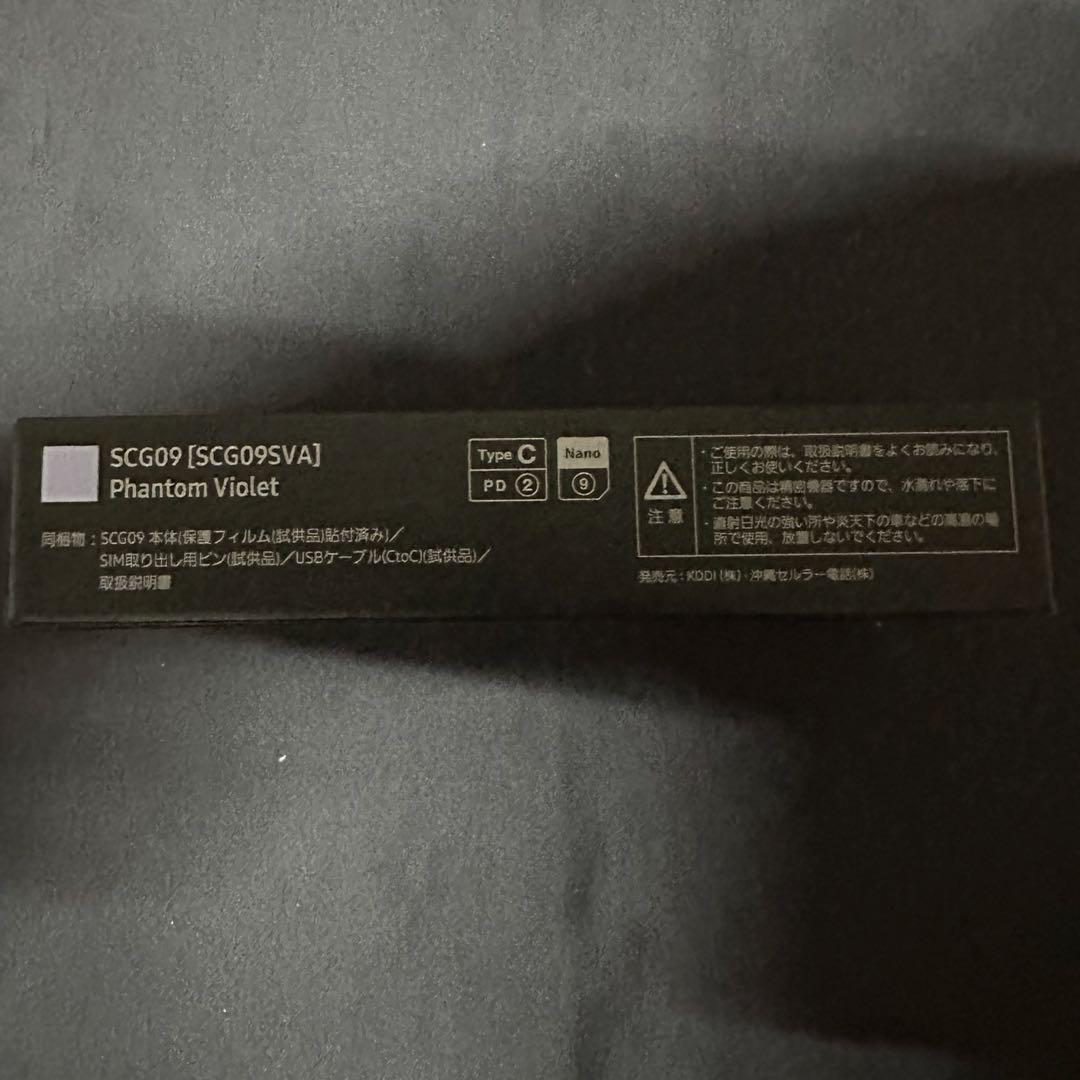 SCG09 [SCG09SVA]
Phantom Violet
同梱物：SCG09 本体(保護フィルム(試供品)貼付済み)／
SIM取り出し用ピン(試供品)／USBケーブル(CtoC)(試供品)／
取扱説明書
Type C
PD ②
Nano
⑨
注意
・ご使用の際は、取扱説明書をよくお読みになり、
正しくお使いください。
・この商品は精密機器ですので、水濡れや落下に
ご注意ください。
・直射日光の強い所や炎天下の車などの高温の場
所で使用、放置しないでください。
発売元：KDDI(株)・沖縄セルラー電話(株)